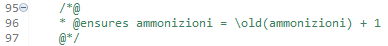 95 /*@
96 * @ensures ammonizioni = \old(ammonizioni) + 1
97 @*/